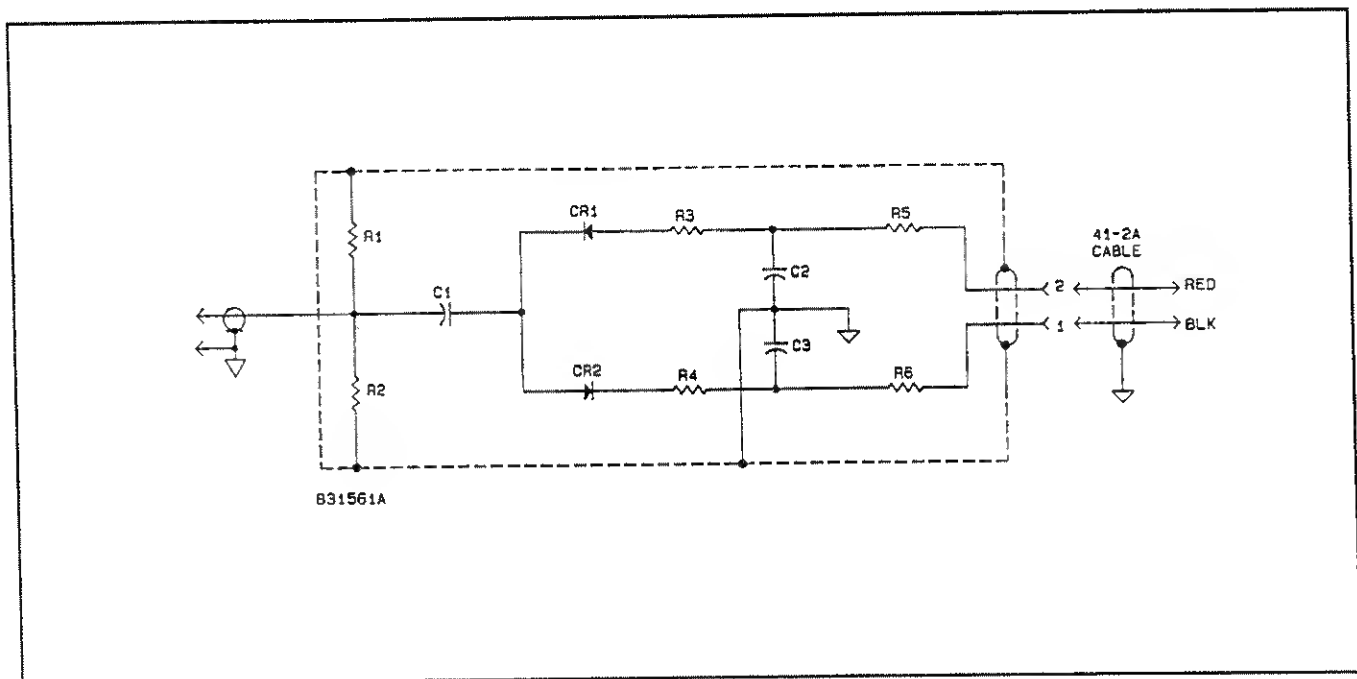 CR1
R3
R5
R1
41-2A
CABLE
C2
2
RED
C1
1
BLK
C3
CR2
R4
R6
R2
B31561A